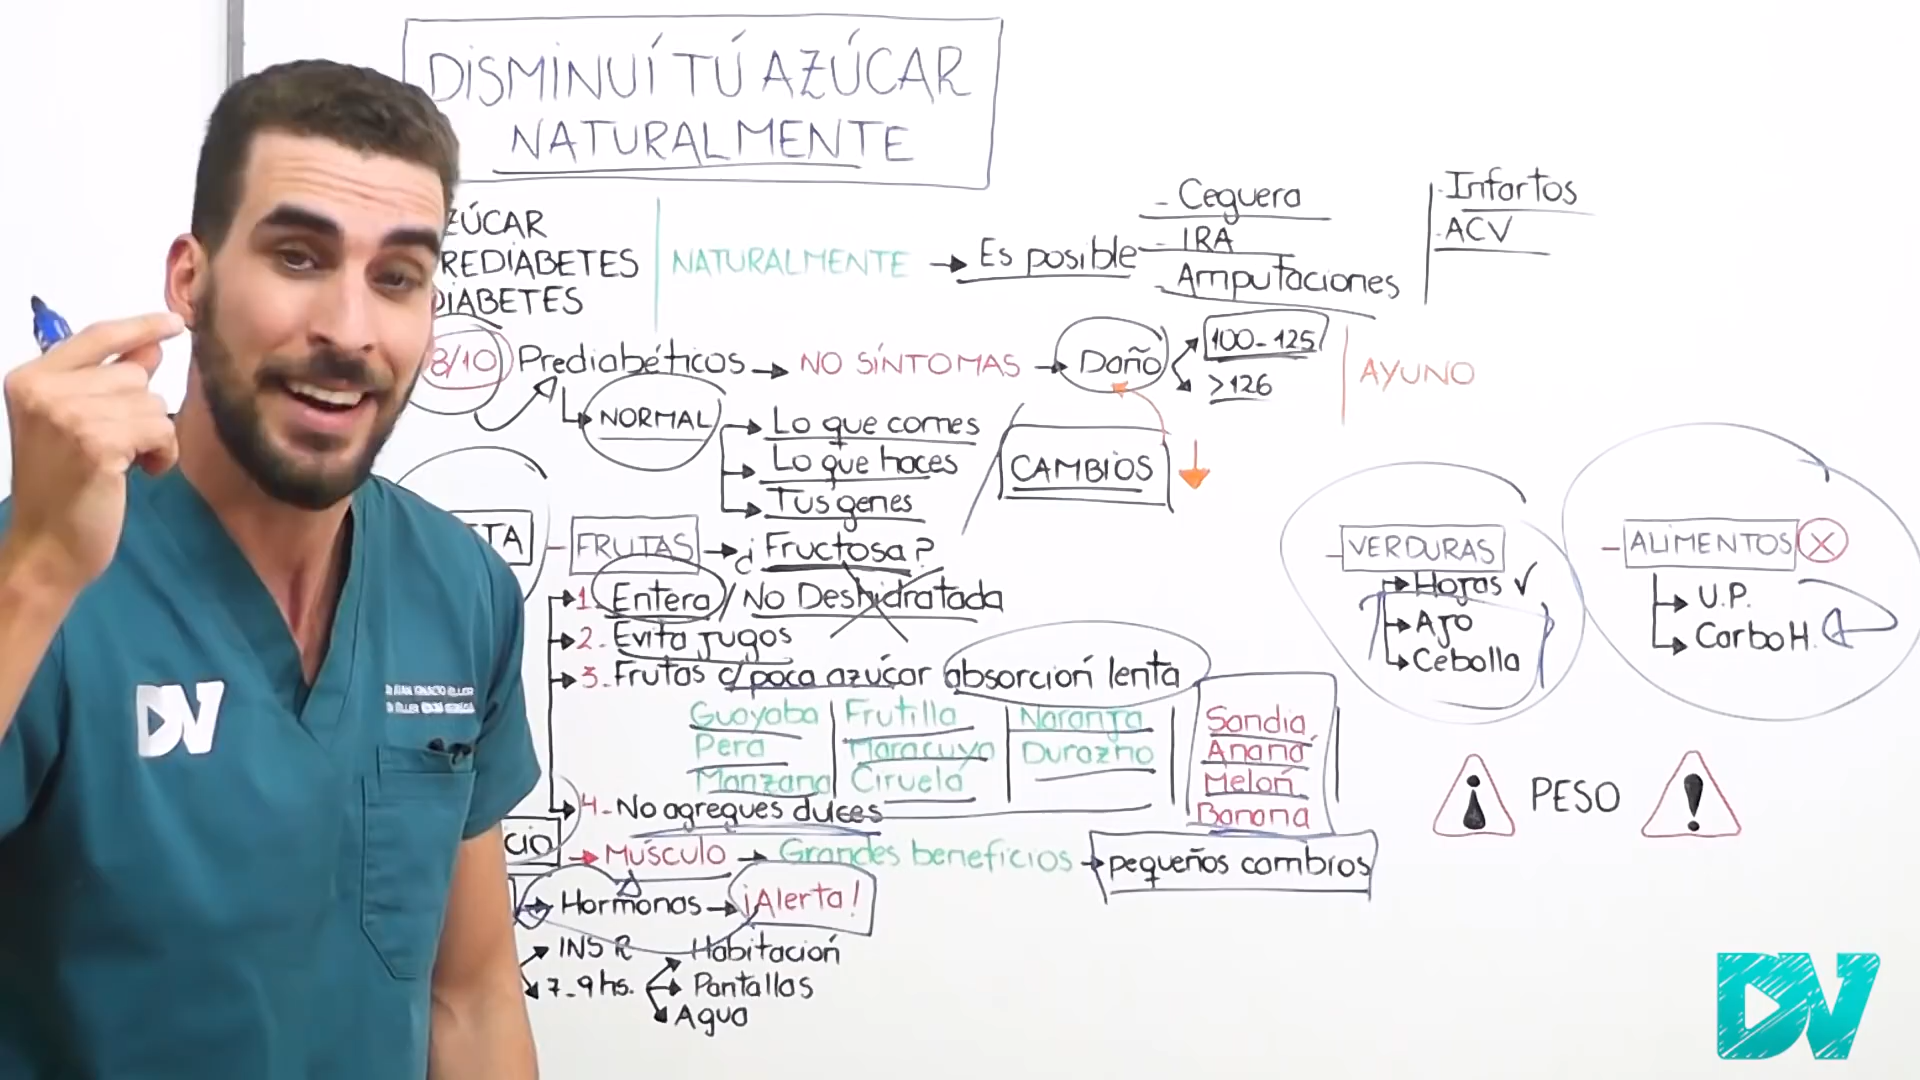 DISMINUÍ TÚ AZÚCAR
NATURALMENTE
ZÚCAR
REDIABETES
DIABETES
NATURALMENTE
Es posible
- Ceguera
- IRA
- Amputaciones
- Infartos
- ACV
8/10 Prediabéticos
NO SÍNTOMAS
Daño
100-125
>126
AYUNO
NORMAL
Lo que comes
Lo que haces
Tus genes
CAMBIOS
TA
- FRUTAS
¿Fructosa?
1. Entera / No Deshidratada
2. Evita jugos
3. Frutas c/ poca azúcar absorción lenta
Guayaba
Pera
Manzana
Frutilla
Maracuya
Ciruela
Naranja
Durazno
Sandia
Ananá
Melón
Banana
4- No agregues dulces
- VERDURAS
Hojas ✓
Ajo
Cebolla
- ALIMENTOS X
U.P.
Carbo H.
¡ PESO !
CIO
Músculo
Grandes beneficios
pequeños cambios
Hormonas
¡Alerta!
INS R
7-9 hs.
Habitación
Pantallas
Agua
DV
DV